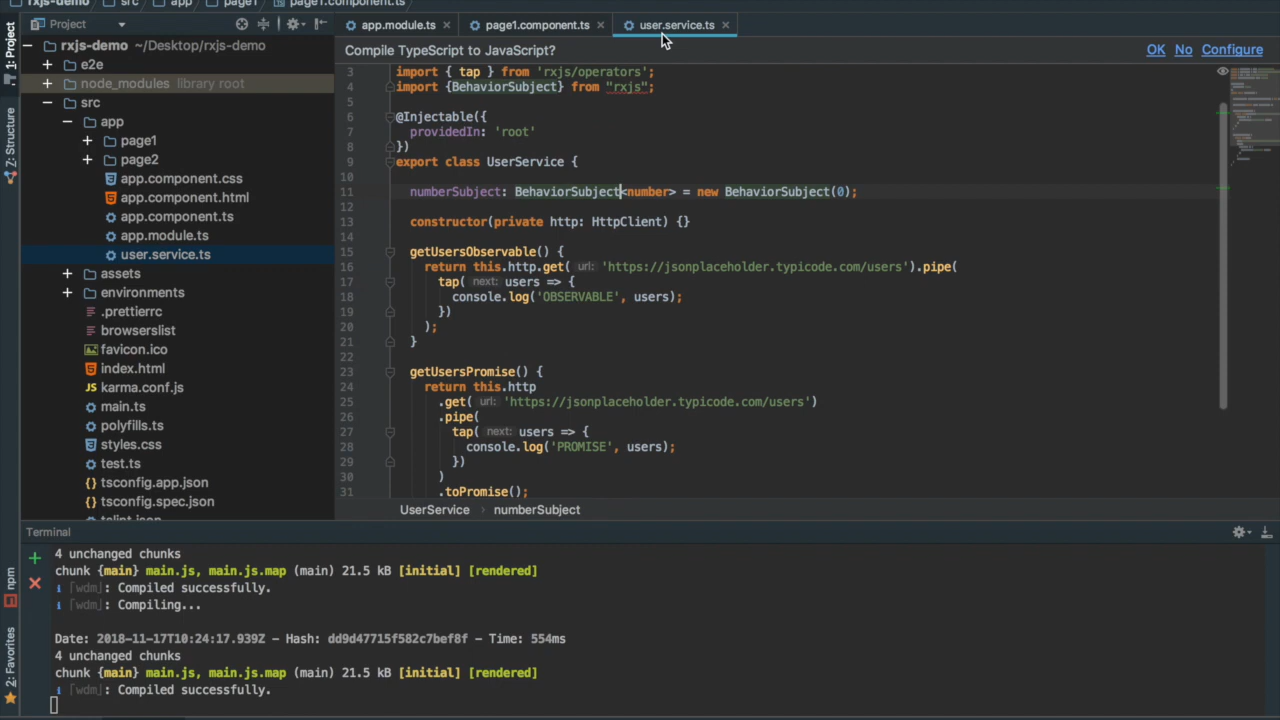 rxjs-demo src app page1 page1.component.ts
Project
app.module.ts
page1.component.ts
user.service.ts
Compile TypeScript to JavaScript?
OK No Configure
1: Project
Z: Structure
npm
2: Favorites
rxjs-demo ~/Desktop/rxjs-demo
e2e
node_modules library root
src
app
page1
page2
app.component.css
app.component.html
app.component.ts
app.module.ts
user.service.ts
assets
environments
.prettierrc
browserslist
favicon.ico
index.html
JS karma.conf.js
main.ts
polyfills.ts
styles.css
test.ts
tsconfig.app.json
tsconfig.spec.json
tslint.json
3 import { tap } from 'rxjs/operators';
4 import {BehaviorSubject} from "rxjs";
5
6 @Injectable({
7 providedIn: 'root'
8 })
9 export class UserService {
10
11 numberSubject: BehaviorSubject<number> = new BehaviorSubject(0);
12
13 constructor(private http: HttpClient) {}
14
15 getUsersObservable() {
16 return this.http.get( url: 'https://jsonplaceholder.typicode.com/users').pipe(
17 tap( next: users => {
18 console.log('OBSERVABLE', users);
19 })
20 );
21 }
22
23 getUsersPromise() {
24 return this.http
25 .get( url: 'https://jsonplaceholder.typicode.com/users')
26 .pipe(
27 tap( next: users => {
28 console.log('PROMISE', users);
29 })
30 )
31 .toPromise();
UserService › numberSubject
Terminal
4 unchanged chunks
chunk {main} main.js, main.js.map (main) 21.5 kB [initial] [rendered]
i ｢wdm｣: Compiled successfully.
i ｢wdm｣: Compiling...
Date: 2018-11-17T10:24:17.939Z - Hash: dd9d47715f582c7bef8f - Time: 554ms
4 unchanged chunks
chunk {main} main.js, main.js.map (main) 21.5 kB [initial] [rendered]
i ｢wdm｣: Compiled successfully.